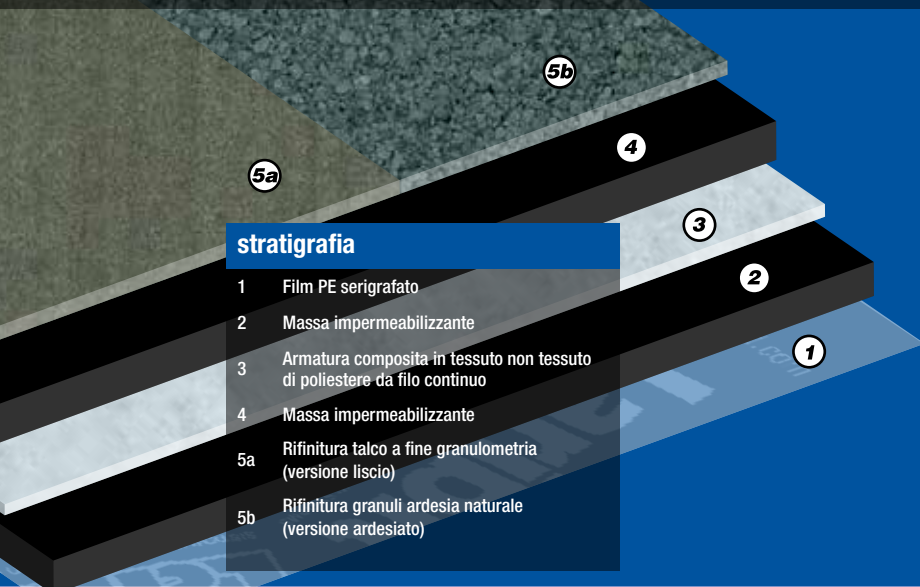 5b
4
5a
3
2
1
stratigrafia
1 Film PE serigrafato
2 Massa impermeabilizzante
3 Armatura composita in tessuto non tessuto
di poliestere da filo continuo
4 Massa impermeabilizzante
5a Rifinitura talco a fine granulometria
(versione liscio)
5b Rifinitura granuli ardesia naturale
(versione ardesiato)
.com